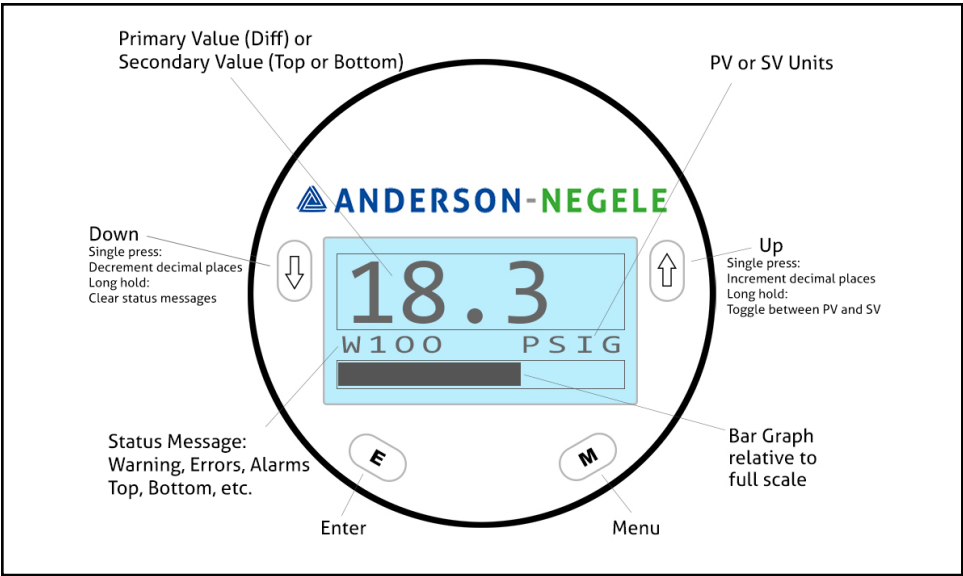 Primary Value (Diff) or
Secondary Value (Top or Bottom)
PV or SV Units
ANDERSON-NEGELE
Down
Single press:
Decrement decimal places
Long hold:
Clear status messages
Up
Single press:
Increment decimal places
Long hold:
Toggle between PV and SV
18.3
W100 PSIG
Status Message:
Warning, Errors, Alarms
Top, Bottom, etc.
E
M
Bar Graph
relative to
full scale
Enter
Menu